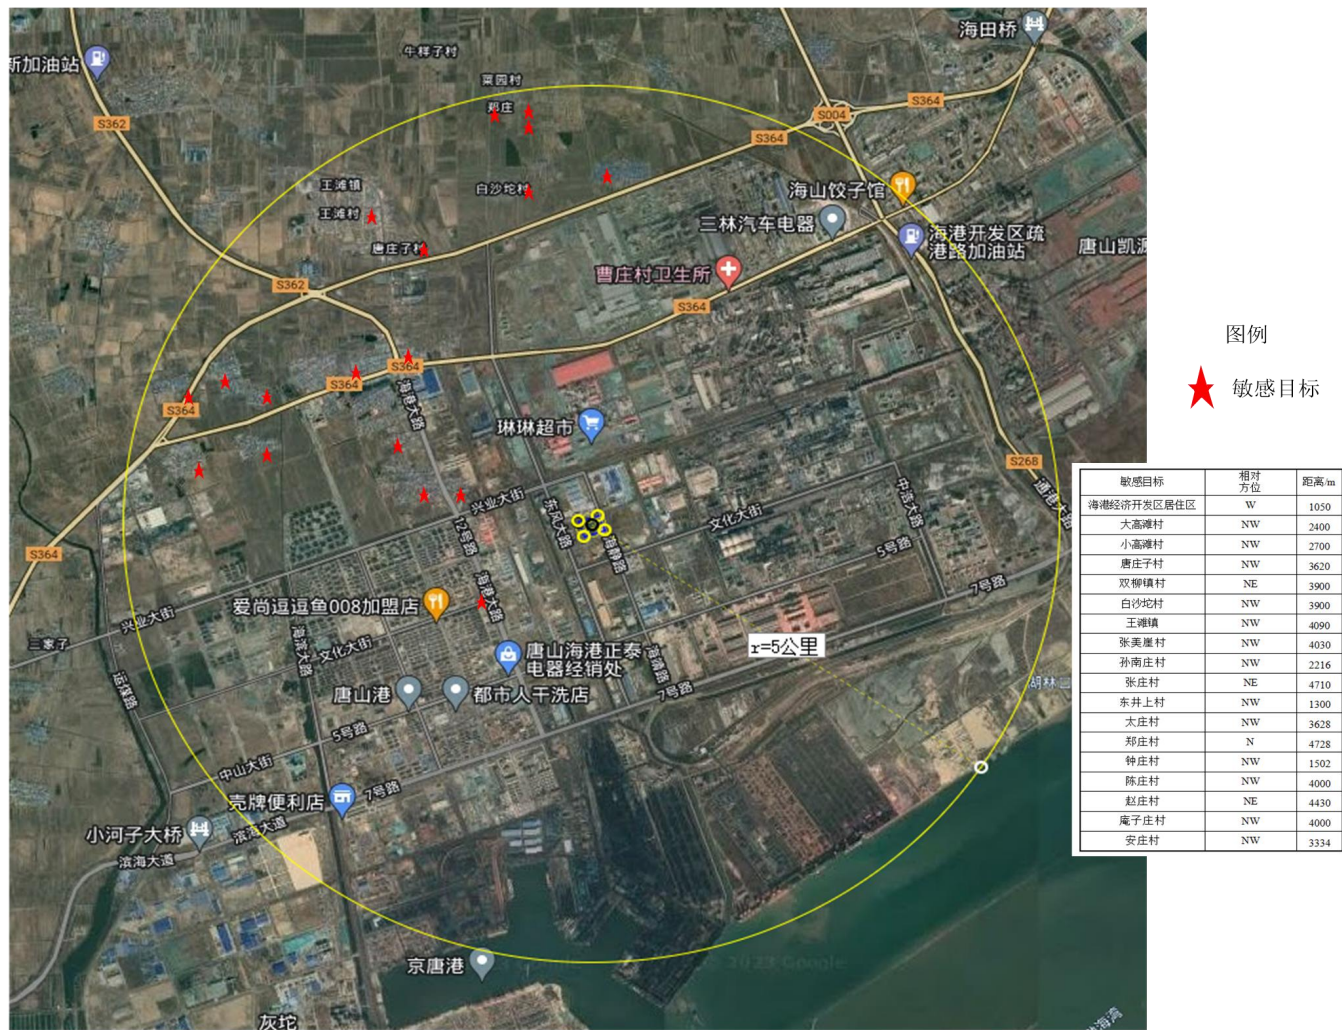 海田桥
牛样子村
新加油站
菜园村
郑庄
S364
S004
S362
S364
王滩镇
白沙坨村
海山饺子馆
王滩村
三林汽车电器
海港开发区疏
港路加油站
唐山凯源
唐庄子村
曹庄村卫生所
S362
S364
图例
敏感目标
S364
S364
S364
海港大路
琳琳超市
S268
通港大路
中浩大路
兴业大街
东风大路
文化大街
12号路
海静路
5号路
S364
7号路
海港大路
爱尚逗逗鱼008加盟店
兴业大街
三家子
海滨大路
文化大街
唐山海港正泰
电器经销处
r=5公里
海清路
运煤路
唐山港
都市人干洗店
7号路
5号路
中山大街
壳牌便利店
7号路
小河子大桥
滨海大道
滨海大道
京唐港
2023 Google
灰坨
敏感目标 相对方位 距离/m
海港经济开发区居住区 W 1050
大高滩村 NW 2400
小高滩村 NW 2700
唐庄子村 NW 3620
双柳镇村 NE 3900
白沙坨村 NW 3900
王滩镇 NW 4090
张美崖村 NW 4030
孙南庄村 NW 2216
张庄村 NE 4710
东井上村 NW 1300
太庄村 NW 3628
郑庄村 N 4728
钟庄村 NW 1502
陈庄村 NW 4000
赵庄村 NE 4430
庵子庄村 NW 4000
安庄村 NW 3334